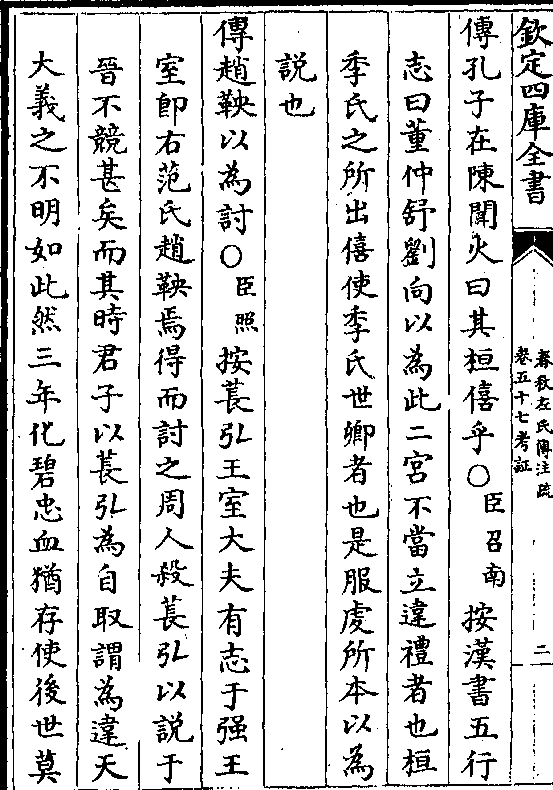 欽定四庫全書
春秋左氏傳注疏
卷五十七考証
二
傳孔子在陳聞火曰其桓僖乎〇臣召南按漢書五行
志曰董仲舒劉向以為此二宮不當立違禮者也桓
季氏之所出僖使季氏世卿者也是服虔所本以為
説也
傳趙鞅以為討〇臣照按萇弘王室大夫有志于强王
室卽右范氏趙鞅焉得而討之周人殺萇弘以説于
晉不競甚矣而其時君子以萇弘為自取謂為違天
大義之不明如此然三年化碧忠血猶存使後世莫